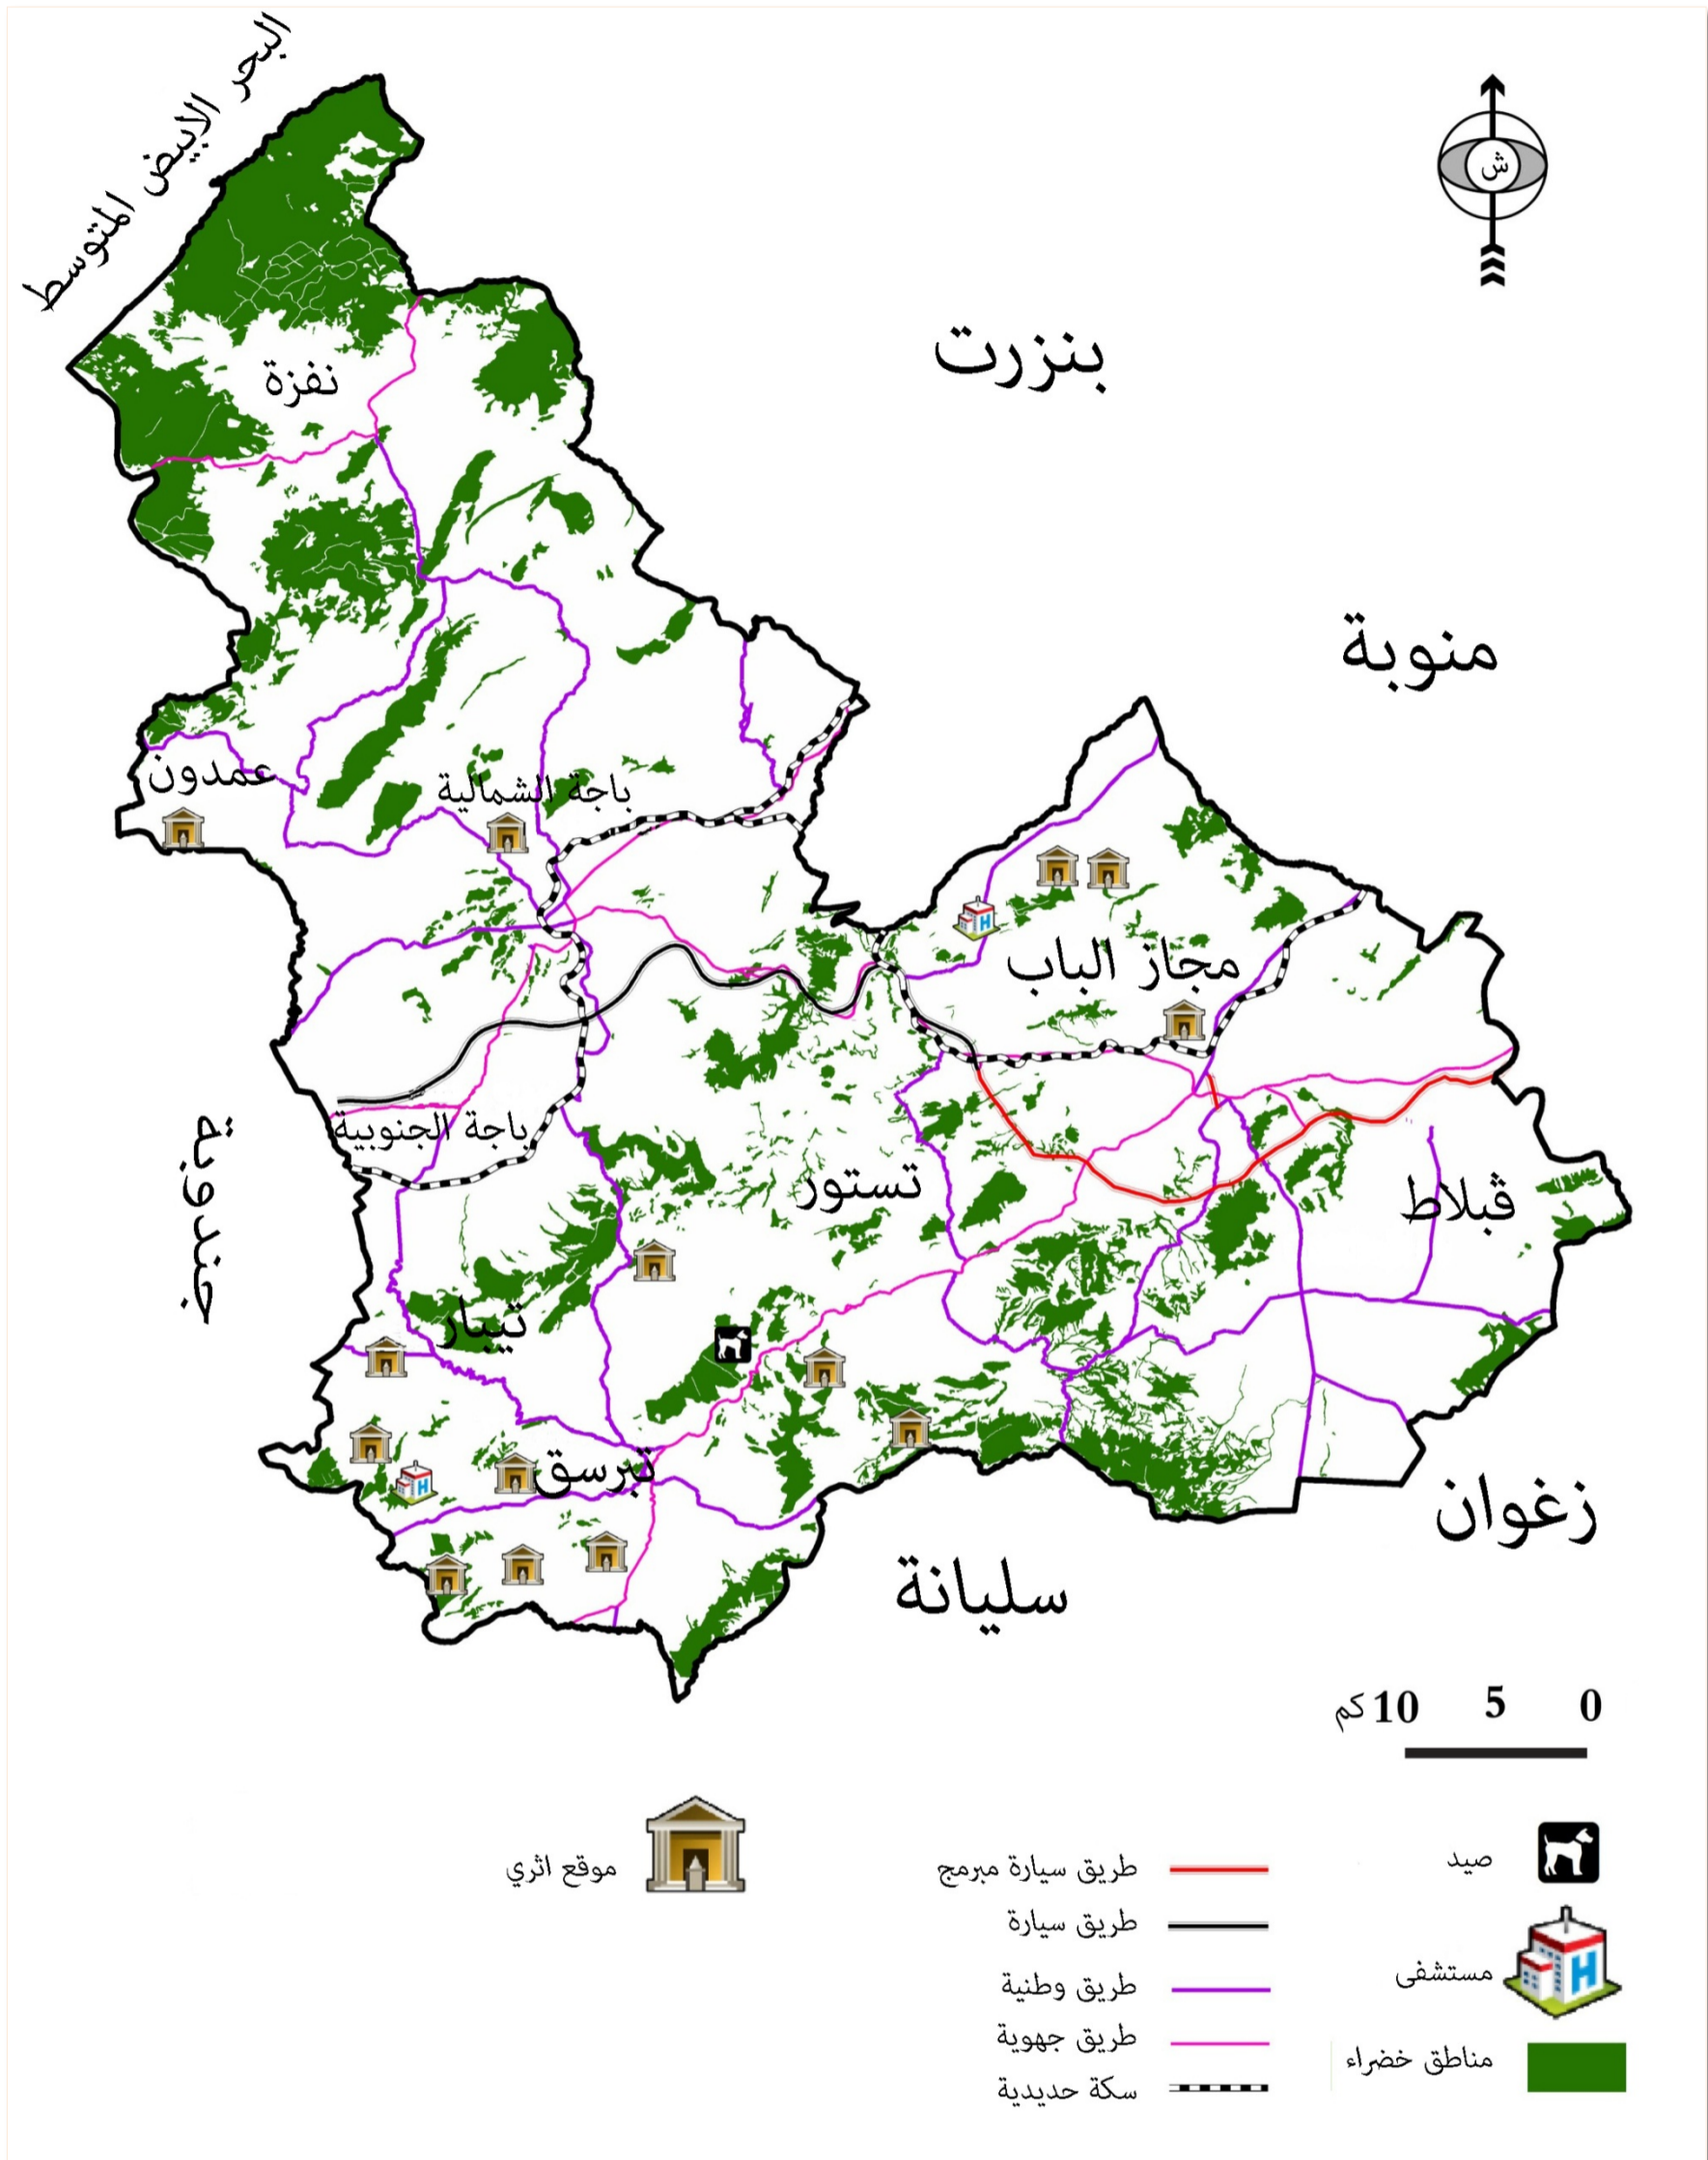 البحر الابيض المتوسط
ش
بنزرت
نفزة
منوبة
عمدون
باجة الشمالية
مجاز الباب
باجة الجنوبية
جندوبة
تستور
ڨبلاط
تيبار
تبرسق
زغوان
سليانة
0 5 10 كم
صيد
مستشفى
مناطق خضراء
طريق سيارة مبرمج
طريق سيارة
طريق وطنية
طريق جهوية
سكة حديدية
موقع اثري